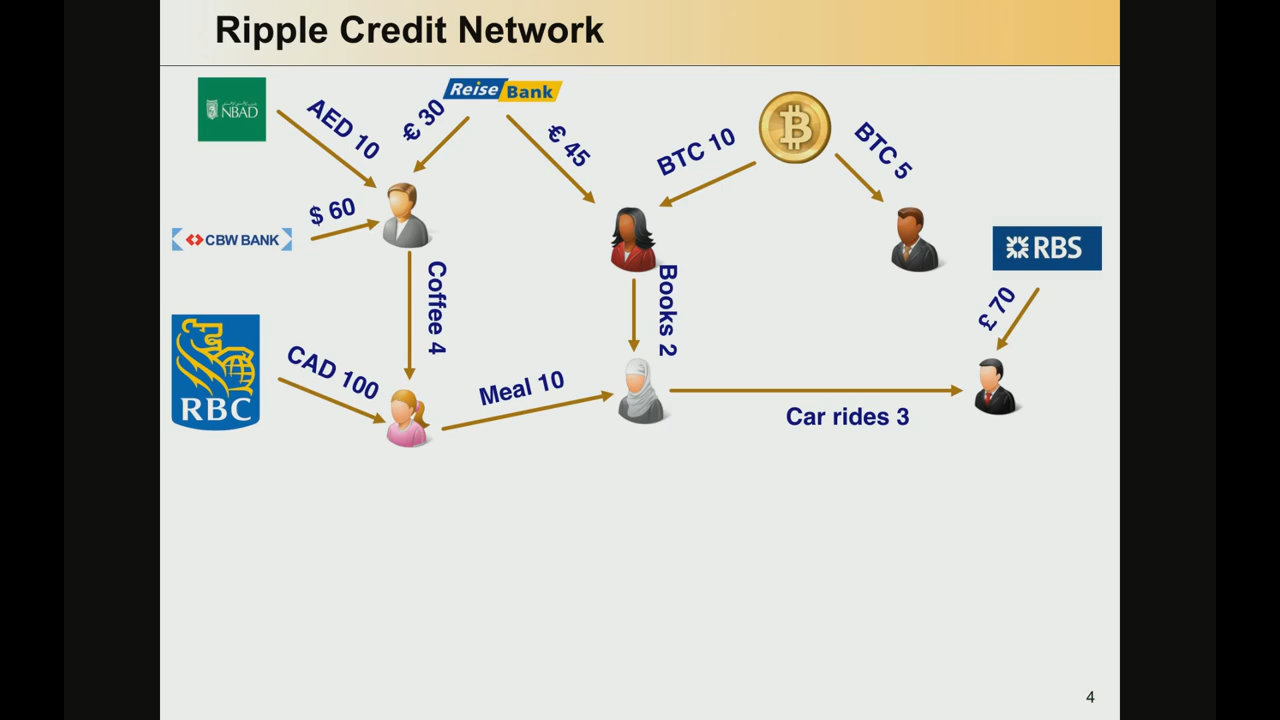 Ripple Credit Network
NBAD
AED 10
€ 30
Reise Bank
€ 45
BTC 10
BTC 5
$ 60
CBW BANK
RBS
£ 70
Coffee 4
Books 2
RBC
CAD 100
Meal 10
Car rides 3
4